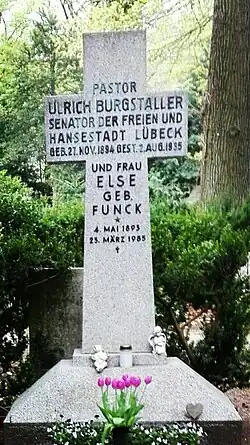 PASTOR
ULRICH BURGSTALLER
SENATOR DER FREIEN UND
HANSESTADT LÜBECK
GEB. 27. NOV. 1894 GEST. 2. AUG. 1935
UND FRAU
ELSE
GEB.
FUNCK
*
4. MAI 1893
23. MÄRZ 1985
†